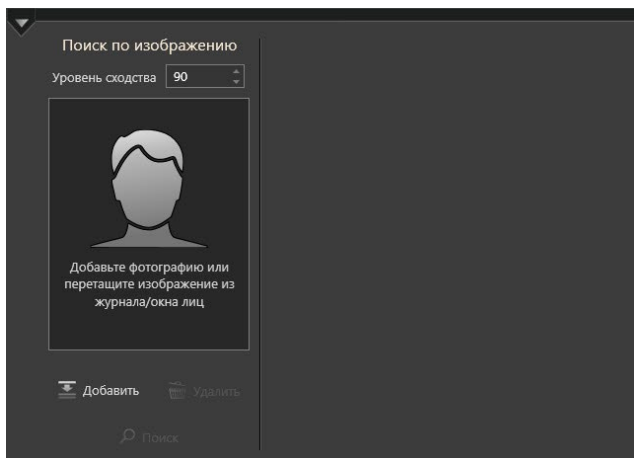 Поиск по изображению
Уровень сходства 90
Добавьте фотографию или
перетащите изображение из
журнала/окна лиц
Добавить Удалить
Поиск